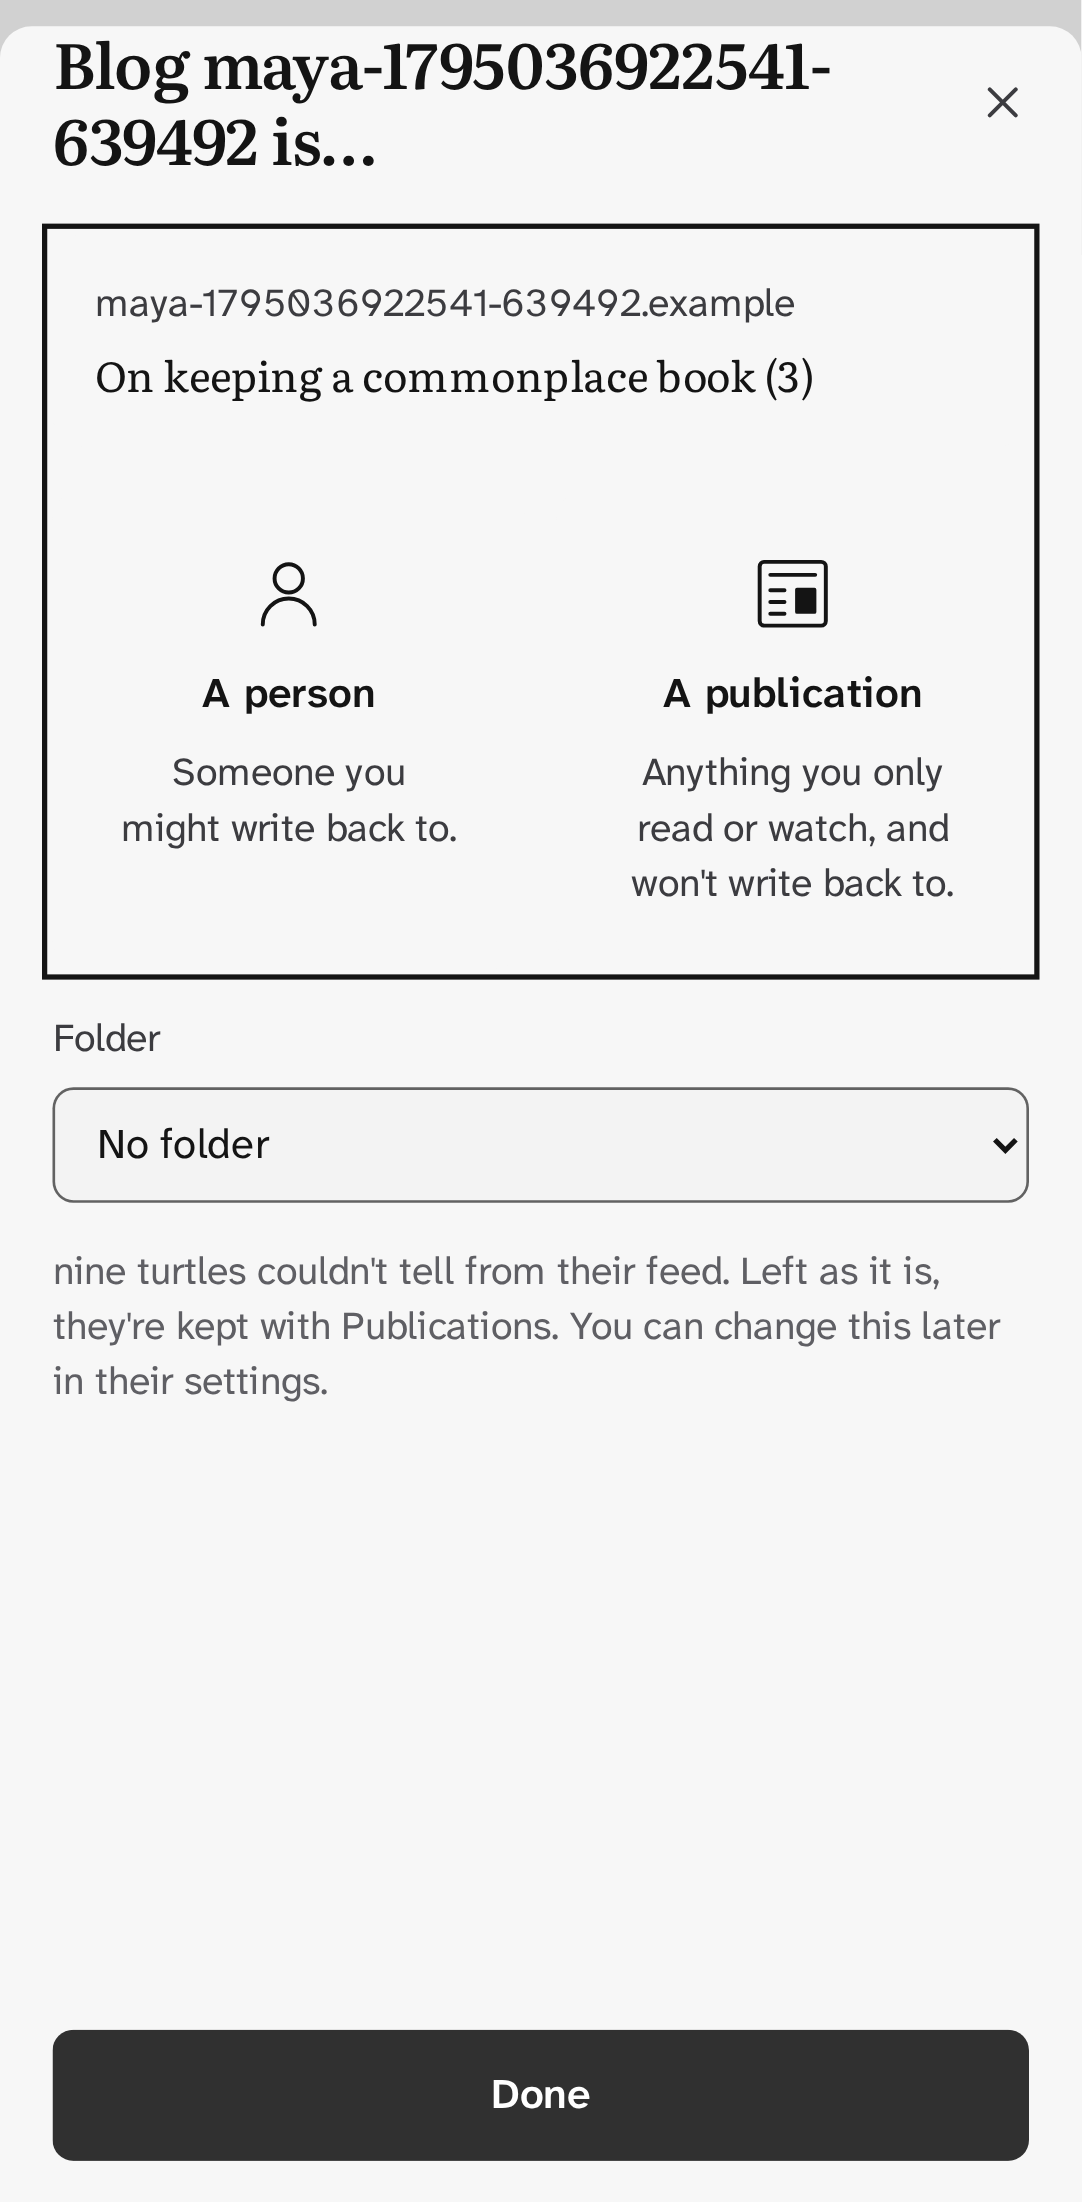 Blog maya-1795036922541-
639492 is...
maya-1795036922541-639492.example
On keeping a commonplace book (3)
A person
Someone you
might write back to.
A publication
Anything you only
read or watch, and
won't write back to.
Folder
No folder
nine turtles couldn't tell from their feed. Left as it is,
they're kept with Publications. You can change this later
in their settings.
Done